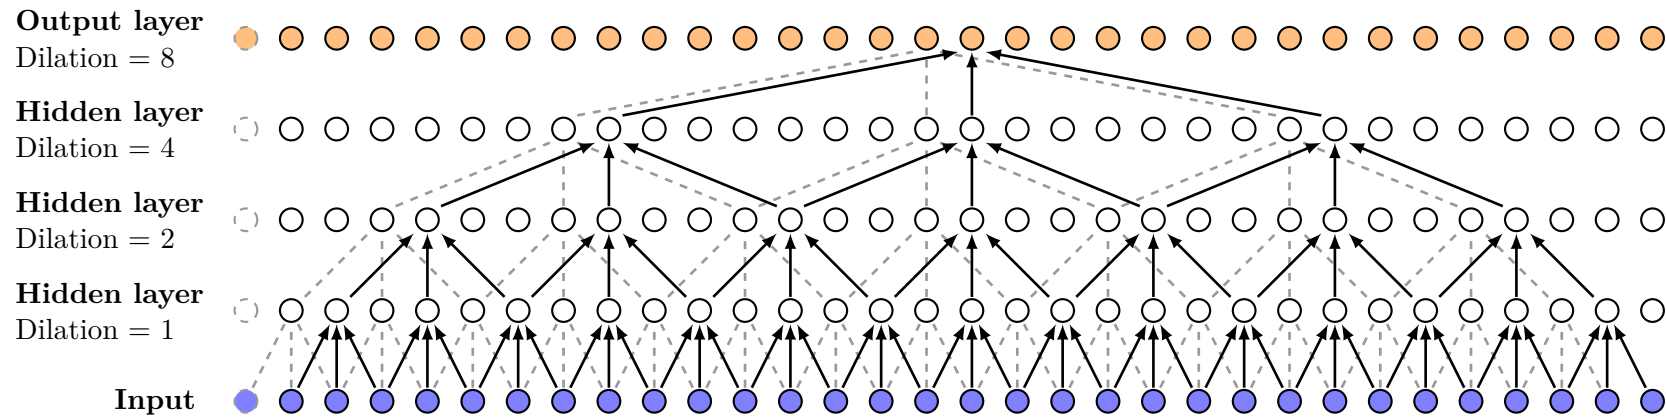 Output layer
Dilation = 8
Hidden layer
Dilation = 4
Hidden layer
Dilation = 2
Hidden layer
Dilation = 1
Input